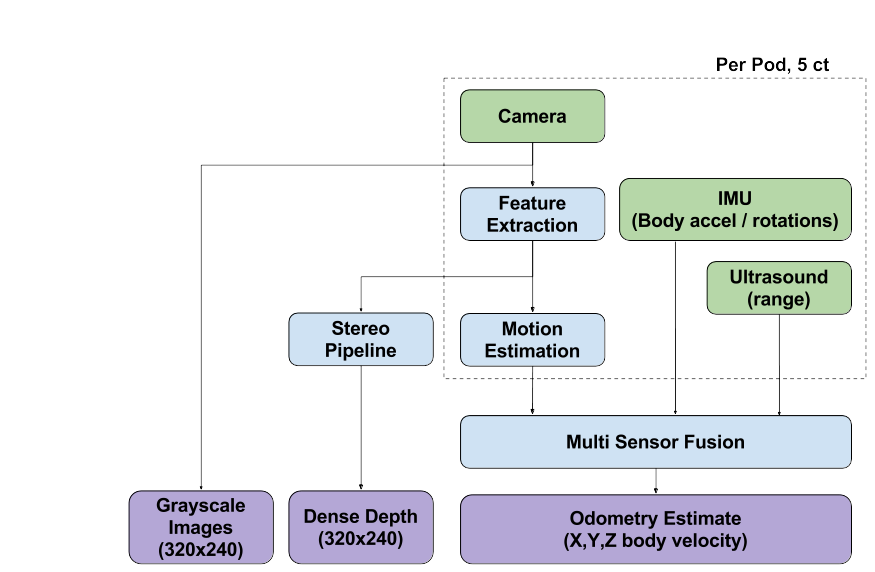 Per Pod, 5 ct
Camera
Feature
Extraction
IMU
(Body accel / rotations)
Ultrasound
(range)
Stereo
Pipeline
Motion
Estimation
Multi Sensor Fusion
Grayscale
Images
(320x240)
Dense Depth
(320x240)
Odometry Estimate
(X,Y,Z body velocity)